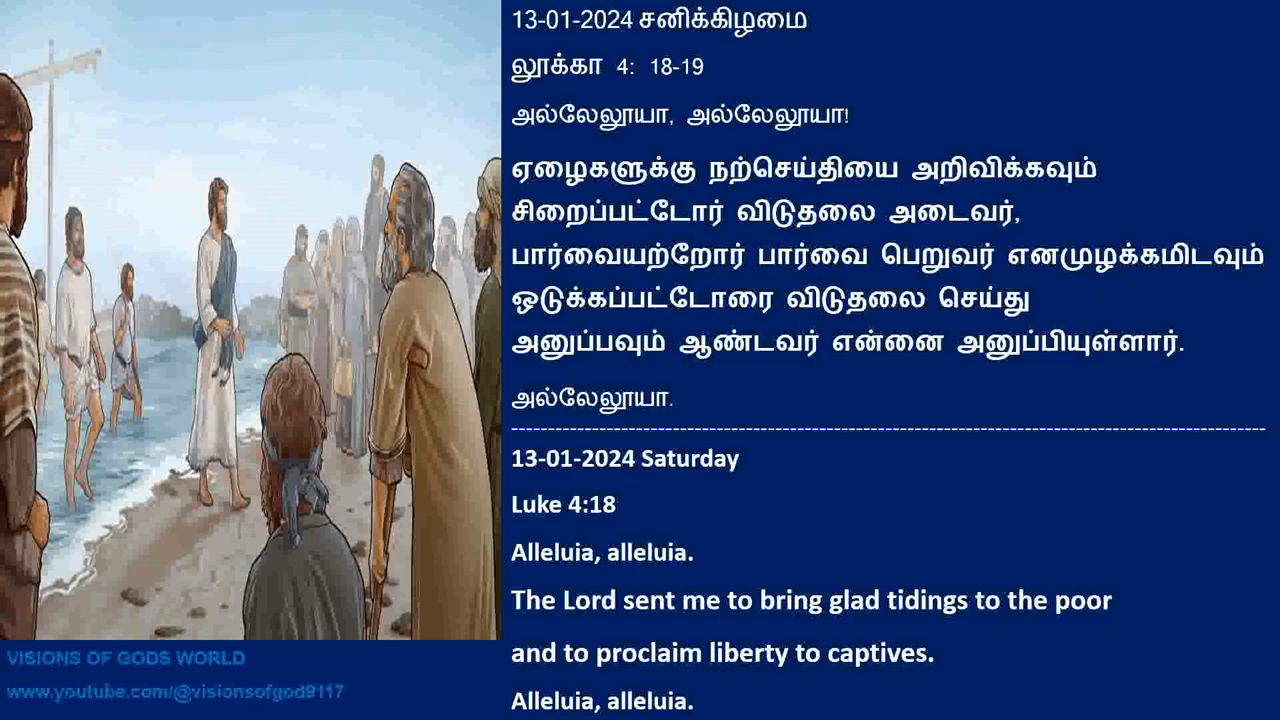 13-01-2024 சனிக்கிழமை
லூக்கா 4: 18-19
அல்லேலூயா, அல்லேலூயா!
ஏழைகளுக்கு நற்செய்தியை அறிவிக்கவும்
சிறைப்பட்டோர் விடுதலை அடைவர்,
பார்வையற்றோர் பார்வை பெறுவர் எனமுழக்கமிடவும்
ஒடுக்கப்பட்டோரை விடுதலை செய்து
அனுப்பவும் ஆண்டவர் என்னை அனுப்பியுள்ளார்.
அல்லேலூயா.
13-01-2024 Saturday
Luke 4:18
Alleluia, alleluia.
The Lord sent me to bring glad tidings to the poor
and to proclaim liberty to captives.
Alleluia, alleluia.
VISIONS OF GODS WORLD
www.youtube.com/@visionsofgod9117